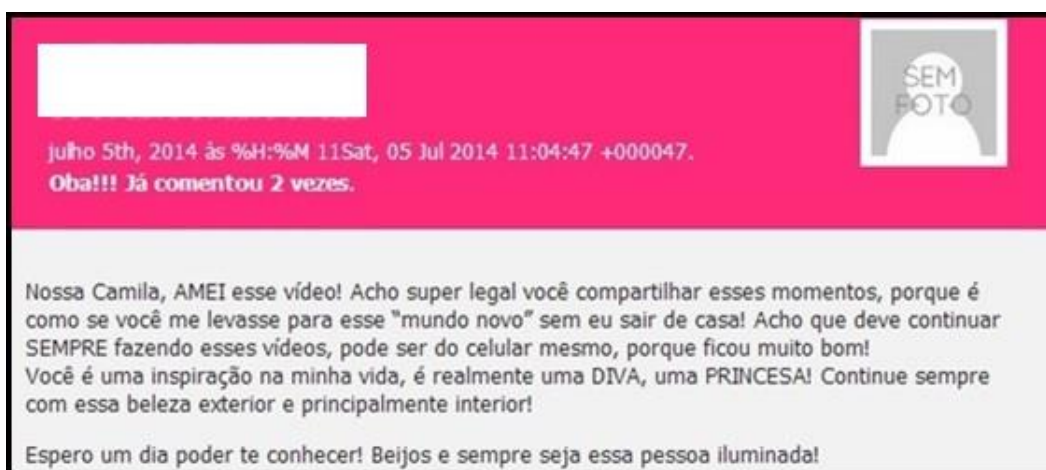 SEM
FOTO
julho 5th, 2014 às %H:%M 11Sat, 05 Jul 2014 11:04:47 +000047.
Oba!!! Já comentou 2 vezes.
Nossa Camila, AMEI esse vídeo! Acho super legal você compartilhar esses momentos, porque é
como se você me levasse para esse “mundo novo” sem eu sair de casa! Acho que deve continuar
SEMPRE fazendo esses vídeos, pode ser do celular mesmo, porque ficou muito bom!
Você é uma inspiração na minha vida, é realmente uma DIVA, uma PRINCESA! Continue sempre
com essa beleza exterior e principalmente interior!
Espero um dia poder te conhecer! Beijos e sempre seja essa pessoa iluminada!